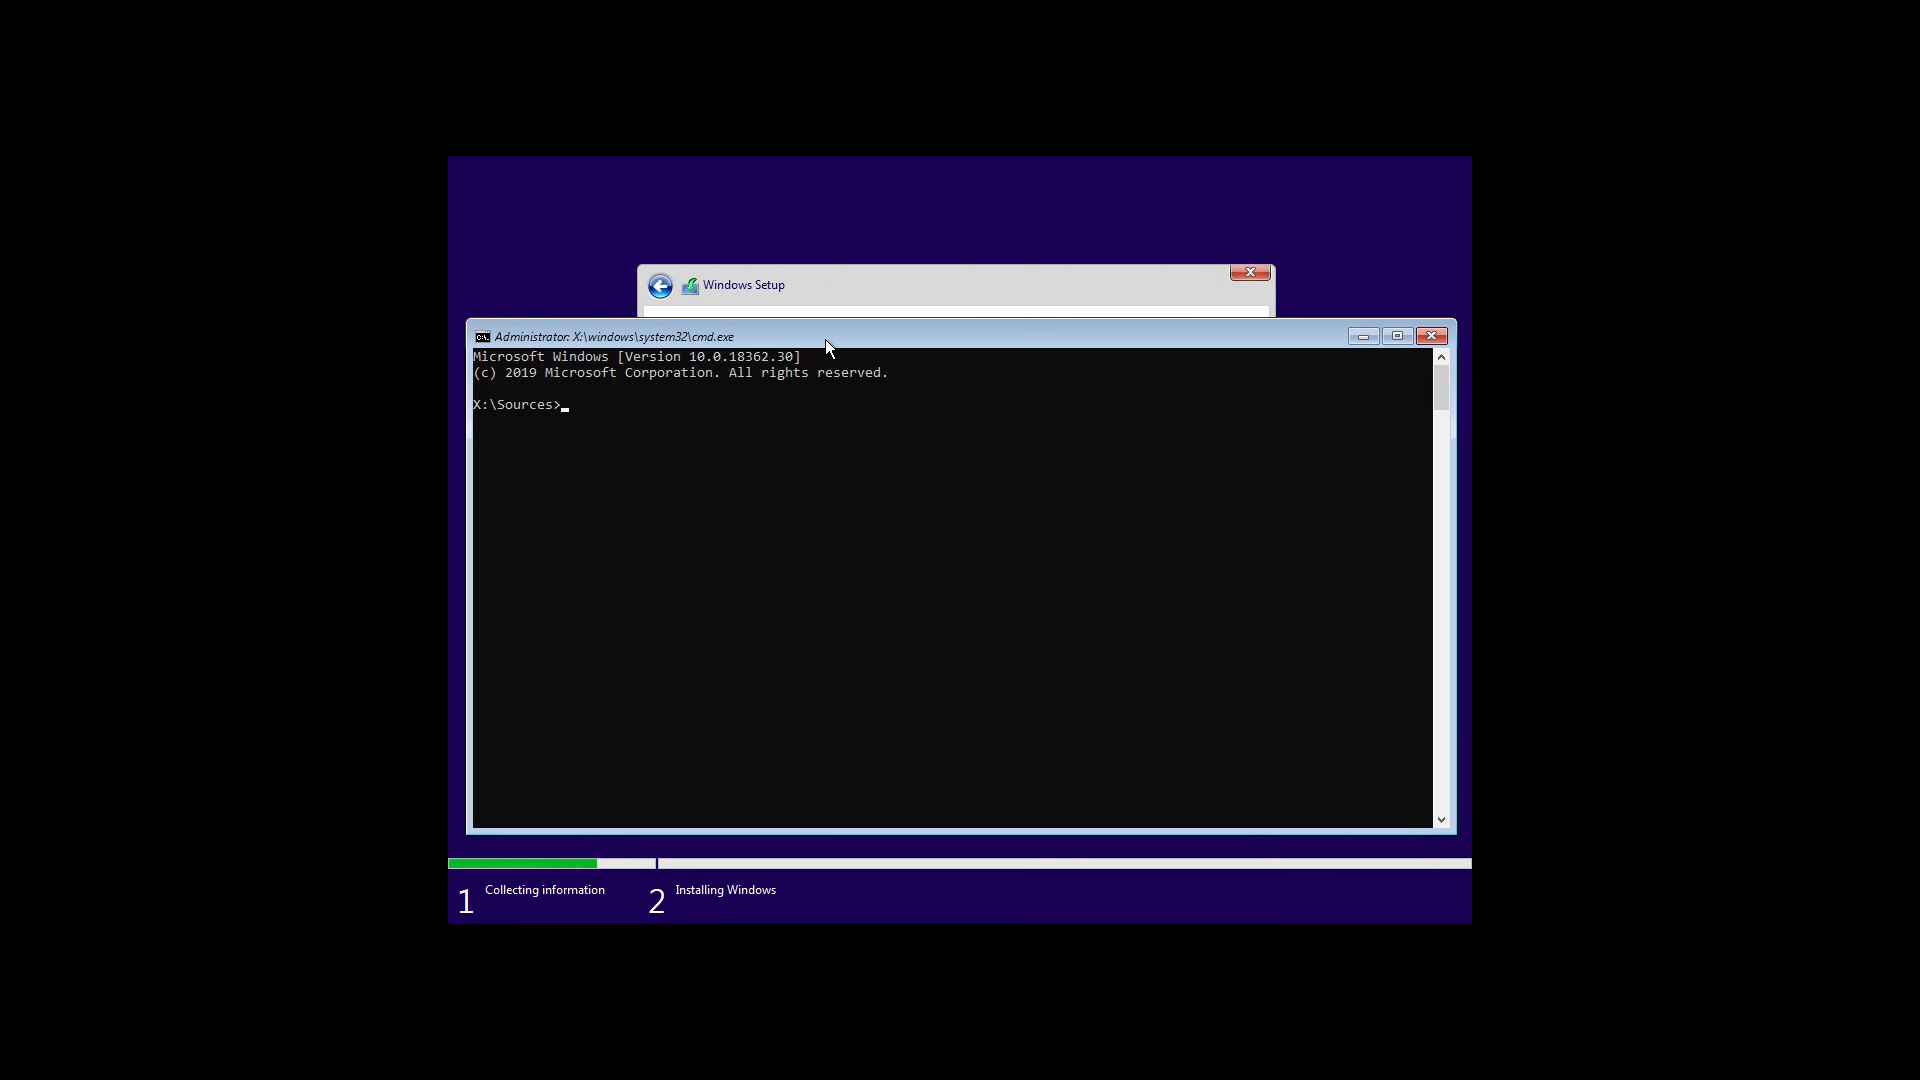 Windows Setup
Administrator: X:\windows\system32\cmd.exe
Microsoft Windows [Version 10.0.18362.30]
(c) 2019 Microsoft Corporation. All rights reserved.
X:\Sources>
1 Collecting information
2 Installing Windows